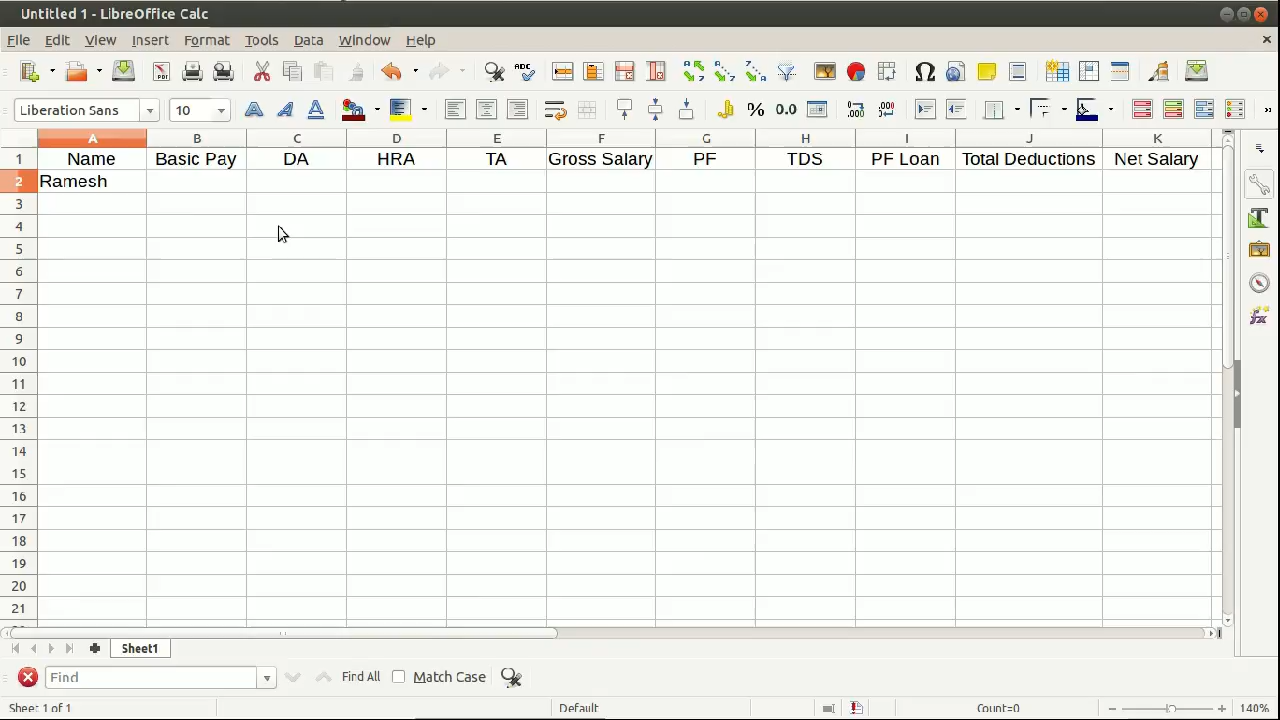 Untitled 1 - LibreOffice Calc
File Edit View Insert Format Tools Data Window Help
Liberation Sans 10
A B C D E F G H I J K
1 Name Basic Pay DA HRA TA Gross Salary PF TDS PF Loan Total Deductions Net Salary
2 Ramesh
3
4
5
6
7
8
9
10
11
12
13
14
15
16
17
18
19
20
21
Sheet1
Find Find All Match Case
Sheet 1 of 1 Default Count=0 140%